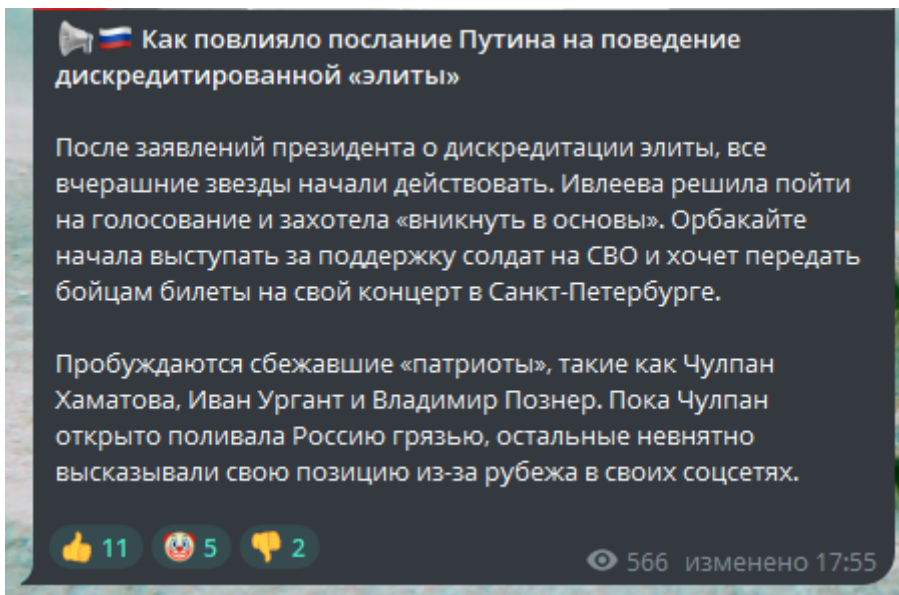 Как повлияло послание Путина на поведение
дискредитированной «элиты»
После заявлений президента о дискредитации элиты, все
вчерашние звезды начали действовать. Ивлеева решила пойти
на голосование и захотела «вникнуть в основы». Орбакайте
начала выступать за поддержку солдат на СВО и хочет передать
бойцам билеты на свой концерт в Санкт-Петербурге.
Пробуждаются сбежавшие «патриоты», такие как Чулпан
Хаматова, Иван Ургант и Владимир Познер. Пока Чулпан
открыто поливала Россию грязью, остальные невнятно
высказывали свою позицию из-за рубежа в своих соцсетях.
11 5 2
566 изменено 17:55